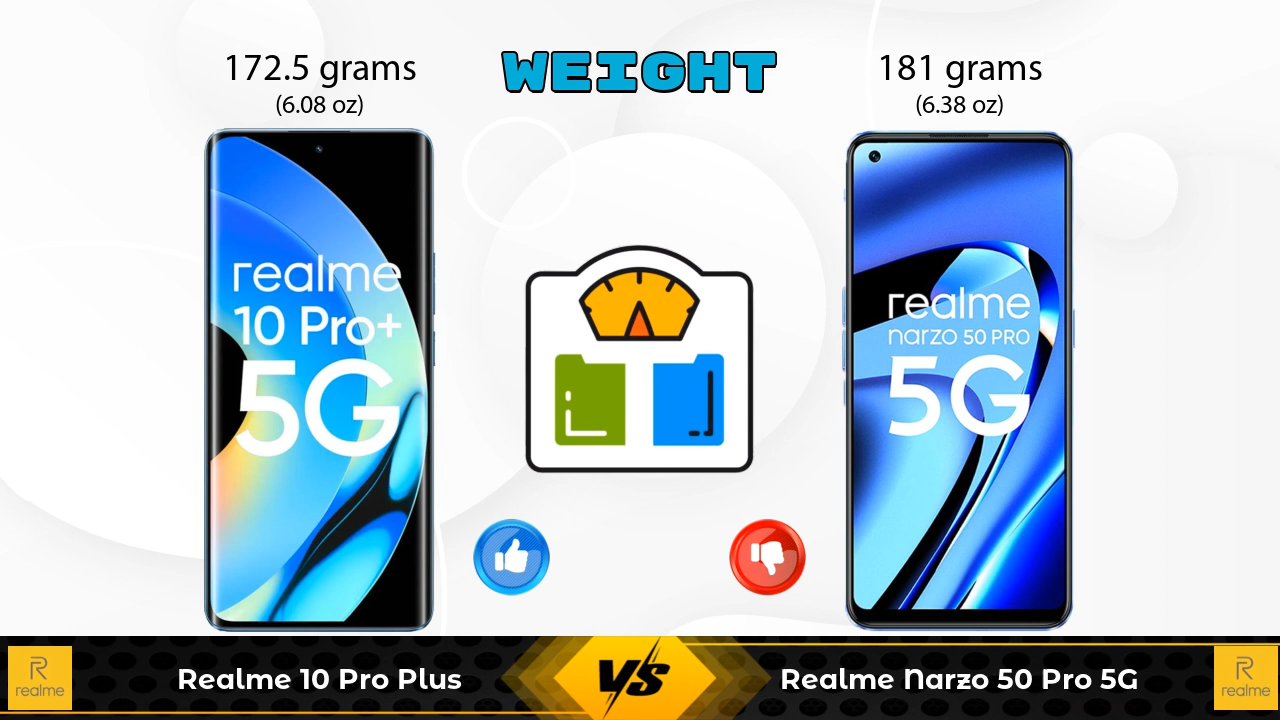 172.5 grams
(6.08 oz)
WEIGHT
181 grams
(6.38 oz)
realme
10 Pro+
5G
realme
narzo 50 PRO
5G
R
realme
Realme 10 Pro Plus
VS
Realme Narzo 50 Pro 5G
R
realme